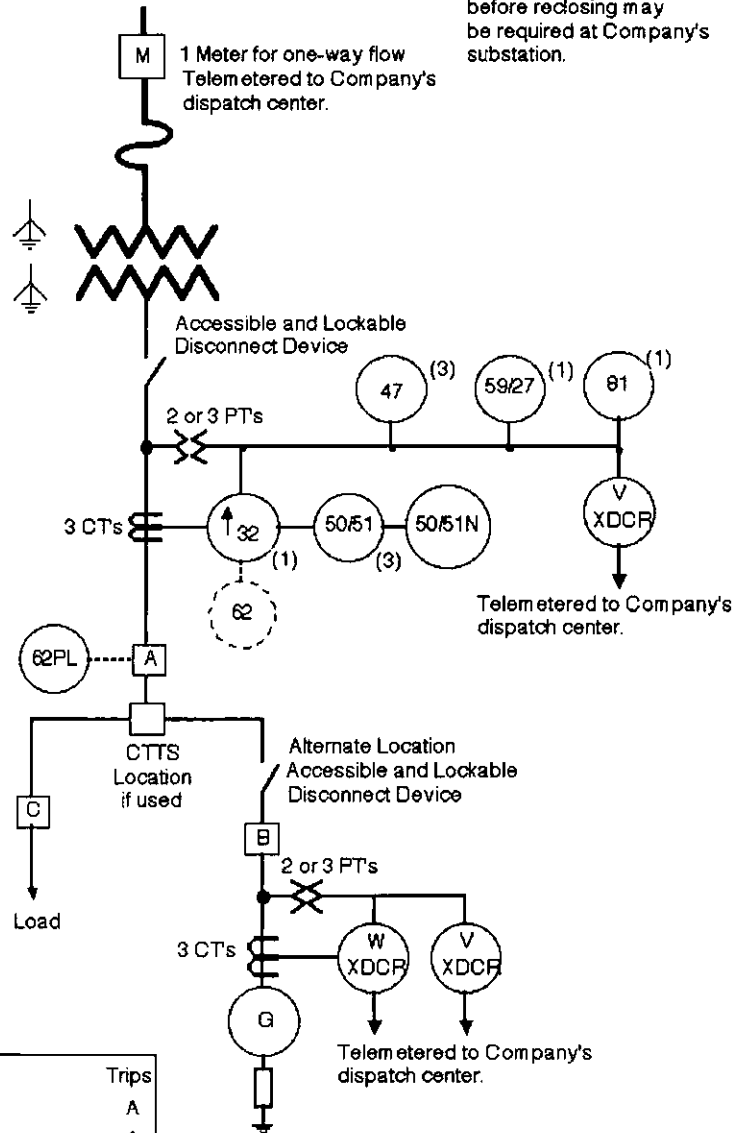 before reclosing may
be required at Company's
substation.
M
1 Meter for one-way flow
Telemetered to Company's
dispatch center.
Accessible and Lockable
Disconnect Device
47
(3)
59/27
(1)
81
(1)
2 or 3 PT's
3 CT's
32
(1)
50/51
(3)
50/51N
V
XDCR
62
Telemetered to Company's
dispatch center.
62PL
A
CTTS
Location
if used
Alternate Location
Accessible and Lockable
Disconnect Device
C
B
2 or 3 PT's
Load
3 CT's
W
XDCR
V
XDCR
G
Telemetered to Company's
dispatch center.
Trips
A